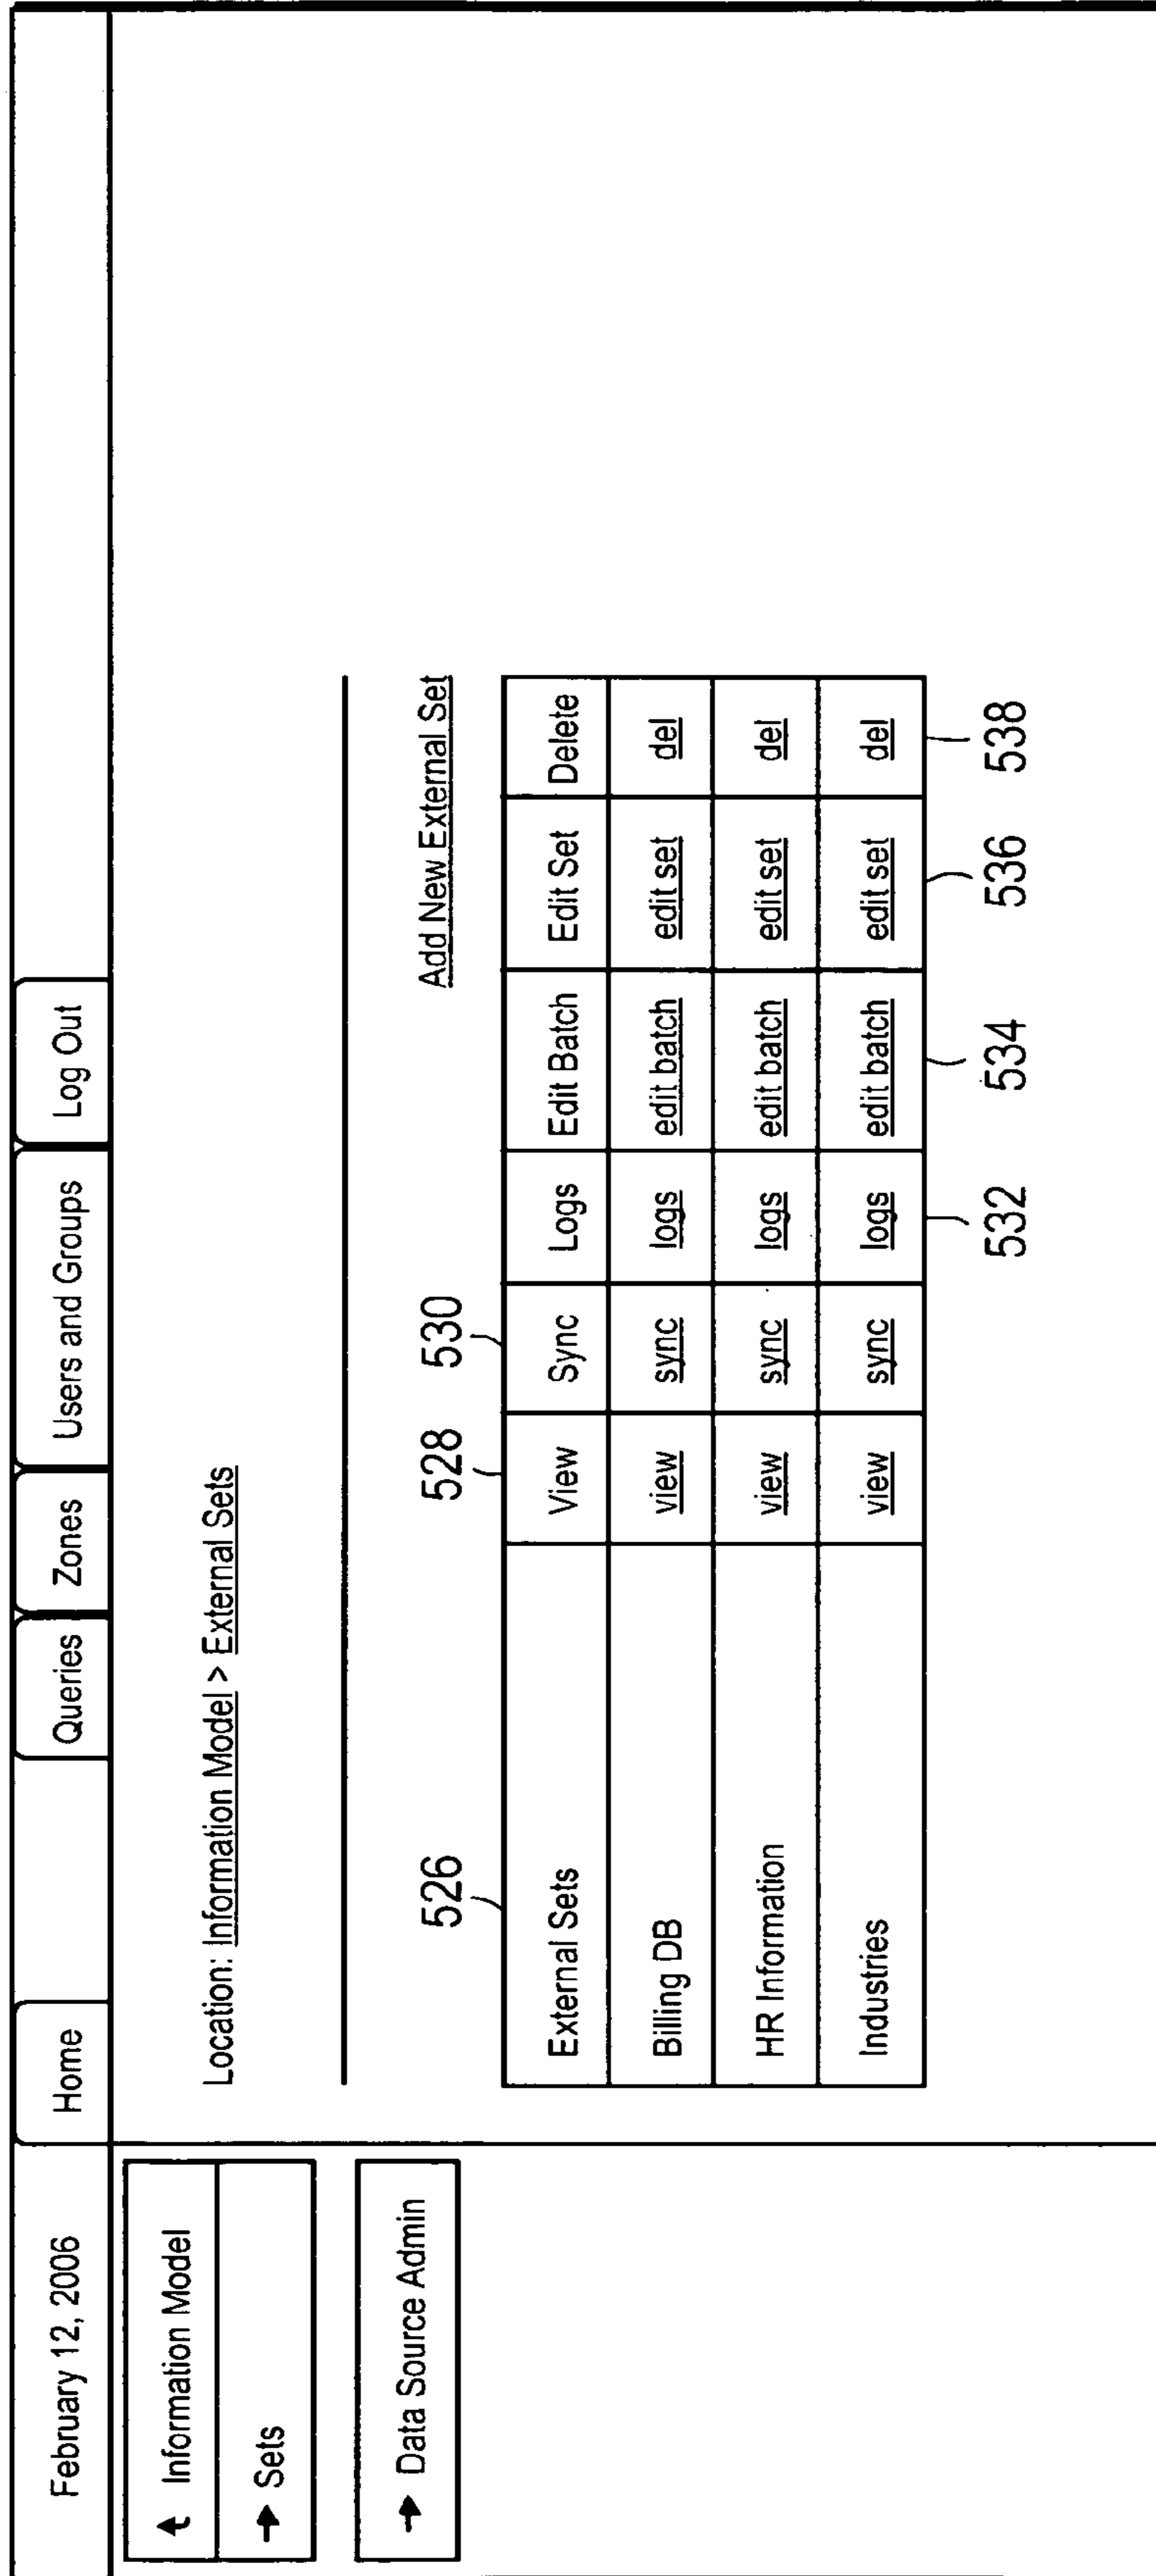 February 12, 2006 Home Queries Zones Users and Groups Log Out
Information Model
Sets
Data Source Admin
Location: Information Model > External Sets
Add New External Set
526 528 530
External Sets View Sync Logs Edit Batch Edit Set Delete
Billing DB view sync logs edit batch edit set del
HR Information view sync logs edit batch edit set del
Industries view sync logs edit batch edit set del
532 534 536 538